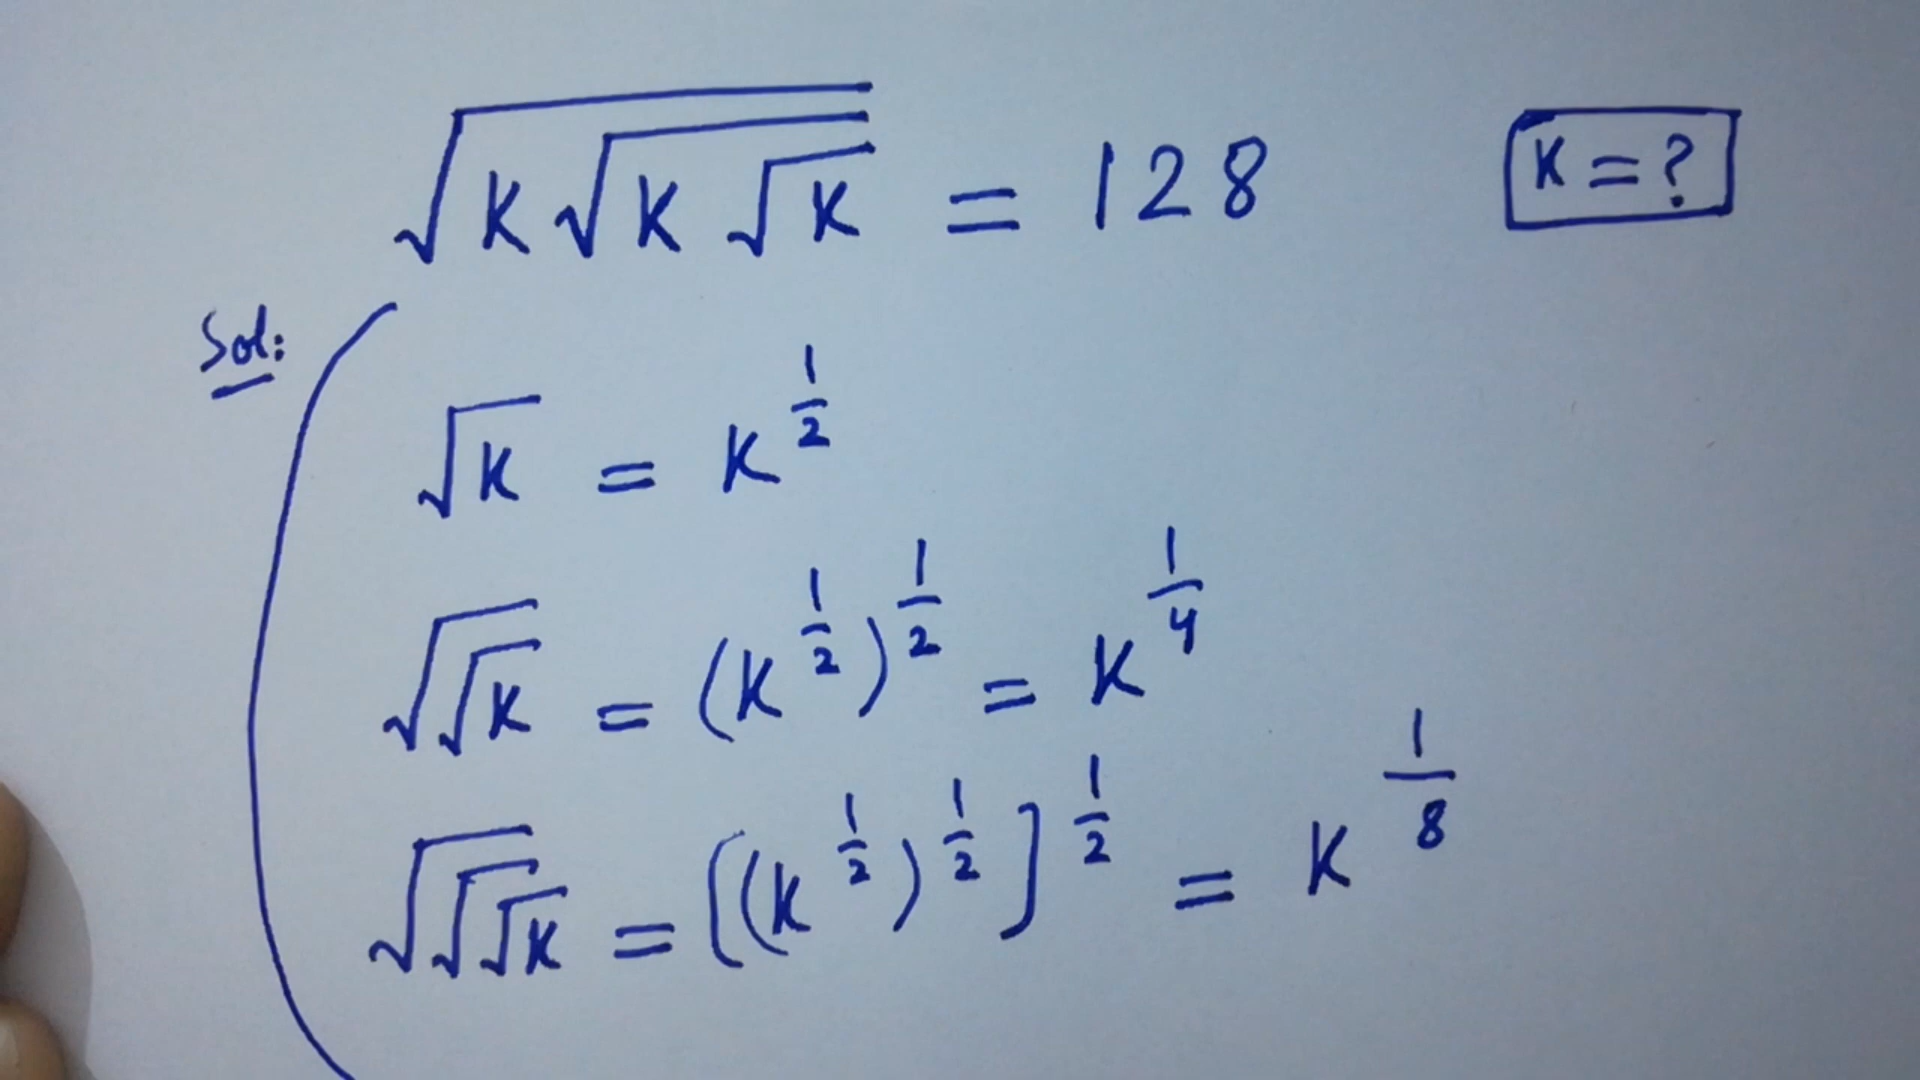 √(K√(K√K)) = 128
K = ?
Sol:
√K = K^(1/2)
√√K = (K^(1/2))^(1/2) = K^(1/4)
√√√K = [(K^(1/2))^(1/2)]^(1/2) = K^(1/8)